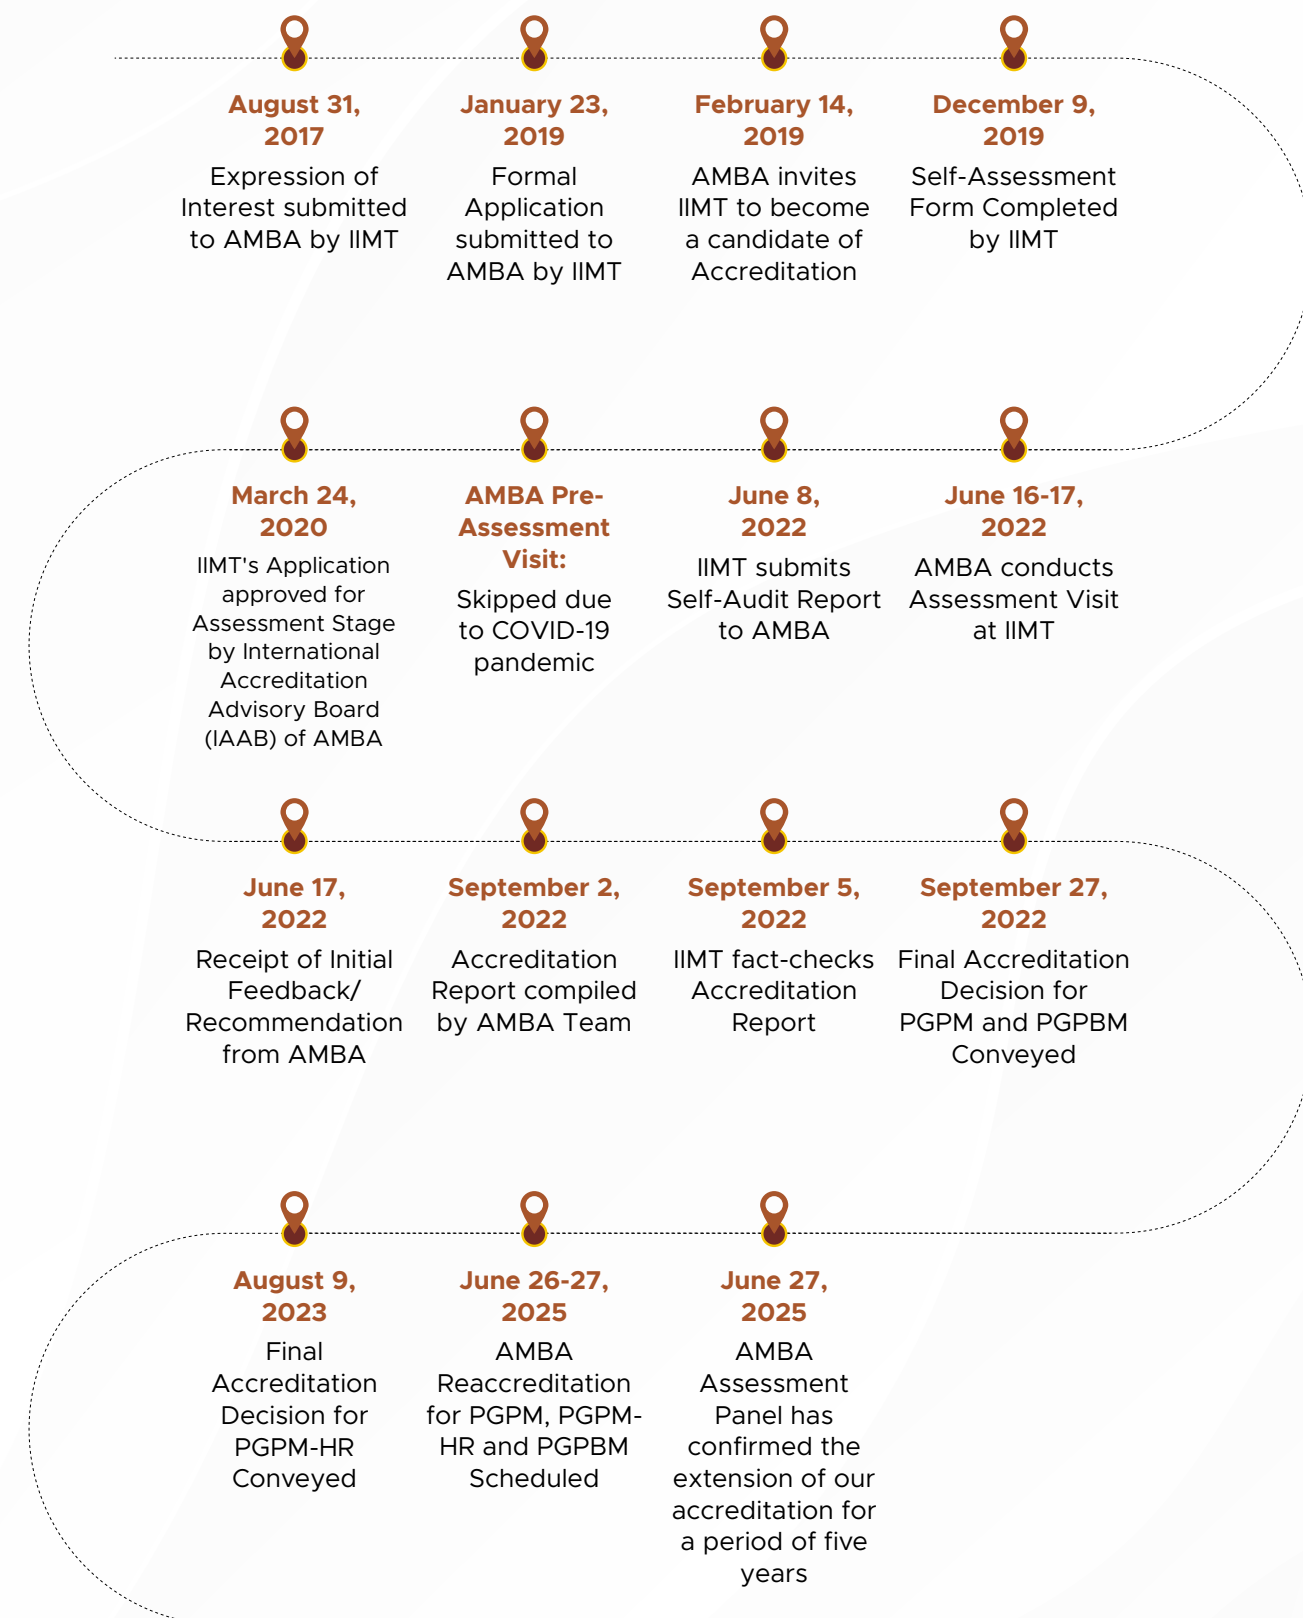 August 31,
2017
Expression of
Interest submitted
to AMBA by IIMT
January 23,
2019
Formal
Application
submitted to
AMBA by IIMT
February 14,
2019
AMBA invites
IIMT to become
a candidate of
Accreditation
December 9,
2019
Self-Assessment
Form Completed
by IIMT
March 24,
2020
IIMT's Application
approved for
Assessment Stage
by International
Accreditation
Advisory Board
(IAAB) of AMBA
AMBA Pre-
Assessment
Visit:
Skipped due
to COVID-19
pandemic
June 8,
2022
IIMT submits
Self-Audit Report
to AMBA
June 16-17,
2022
AMBA conducts
Assessment Visit
at IIMT
June 17,
2022
Receipt of Initial
Feedback/
Recommendation
from AMBA
September 2,
2022
Accreditation
Report compiled
by AMBA Team
September 5,
2022
IIMT fact-checks
Accreditation
Report
September 27,
2022
Final Accreditation
Decision for
PGPM and PGPBM
Conveyed
August 9,
2023
Final
Accreditation
Decision for
PGPM-HR
Conveyed
June 26-27,
2025
AMBA
Reaccreditation
for PGPM, PGPM-
HR and PGPBM
Scheduled
June 27,
2025
AMBA
Assessment
Panel has
confirmed the
extension of our
accreditation for
a period of five
years